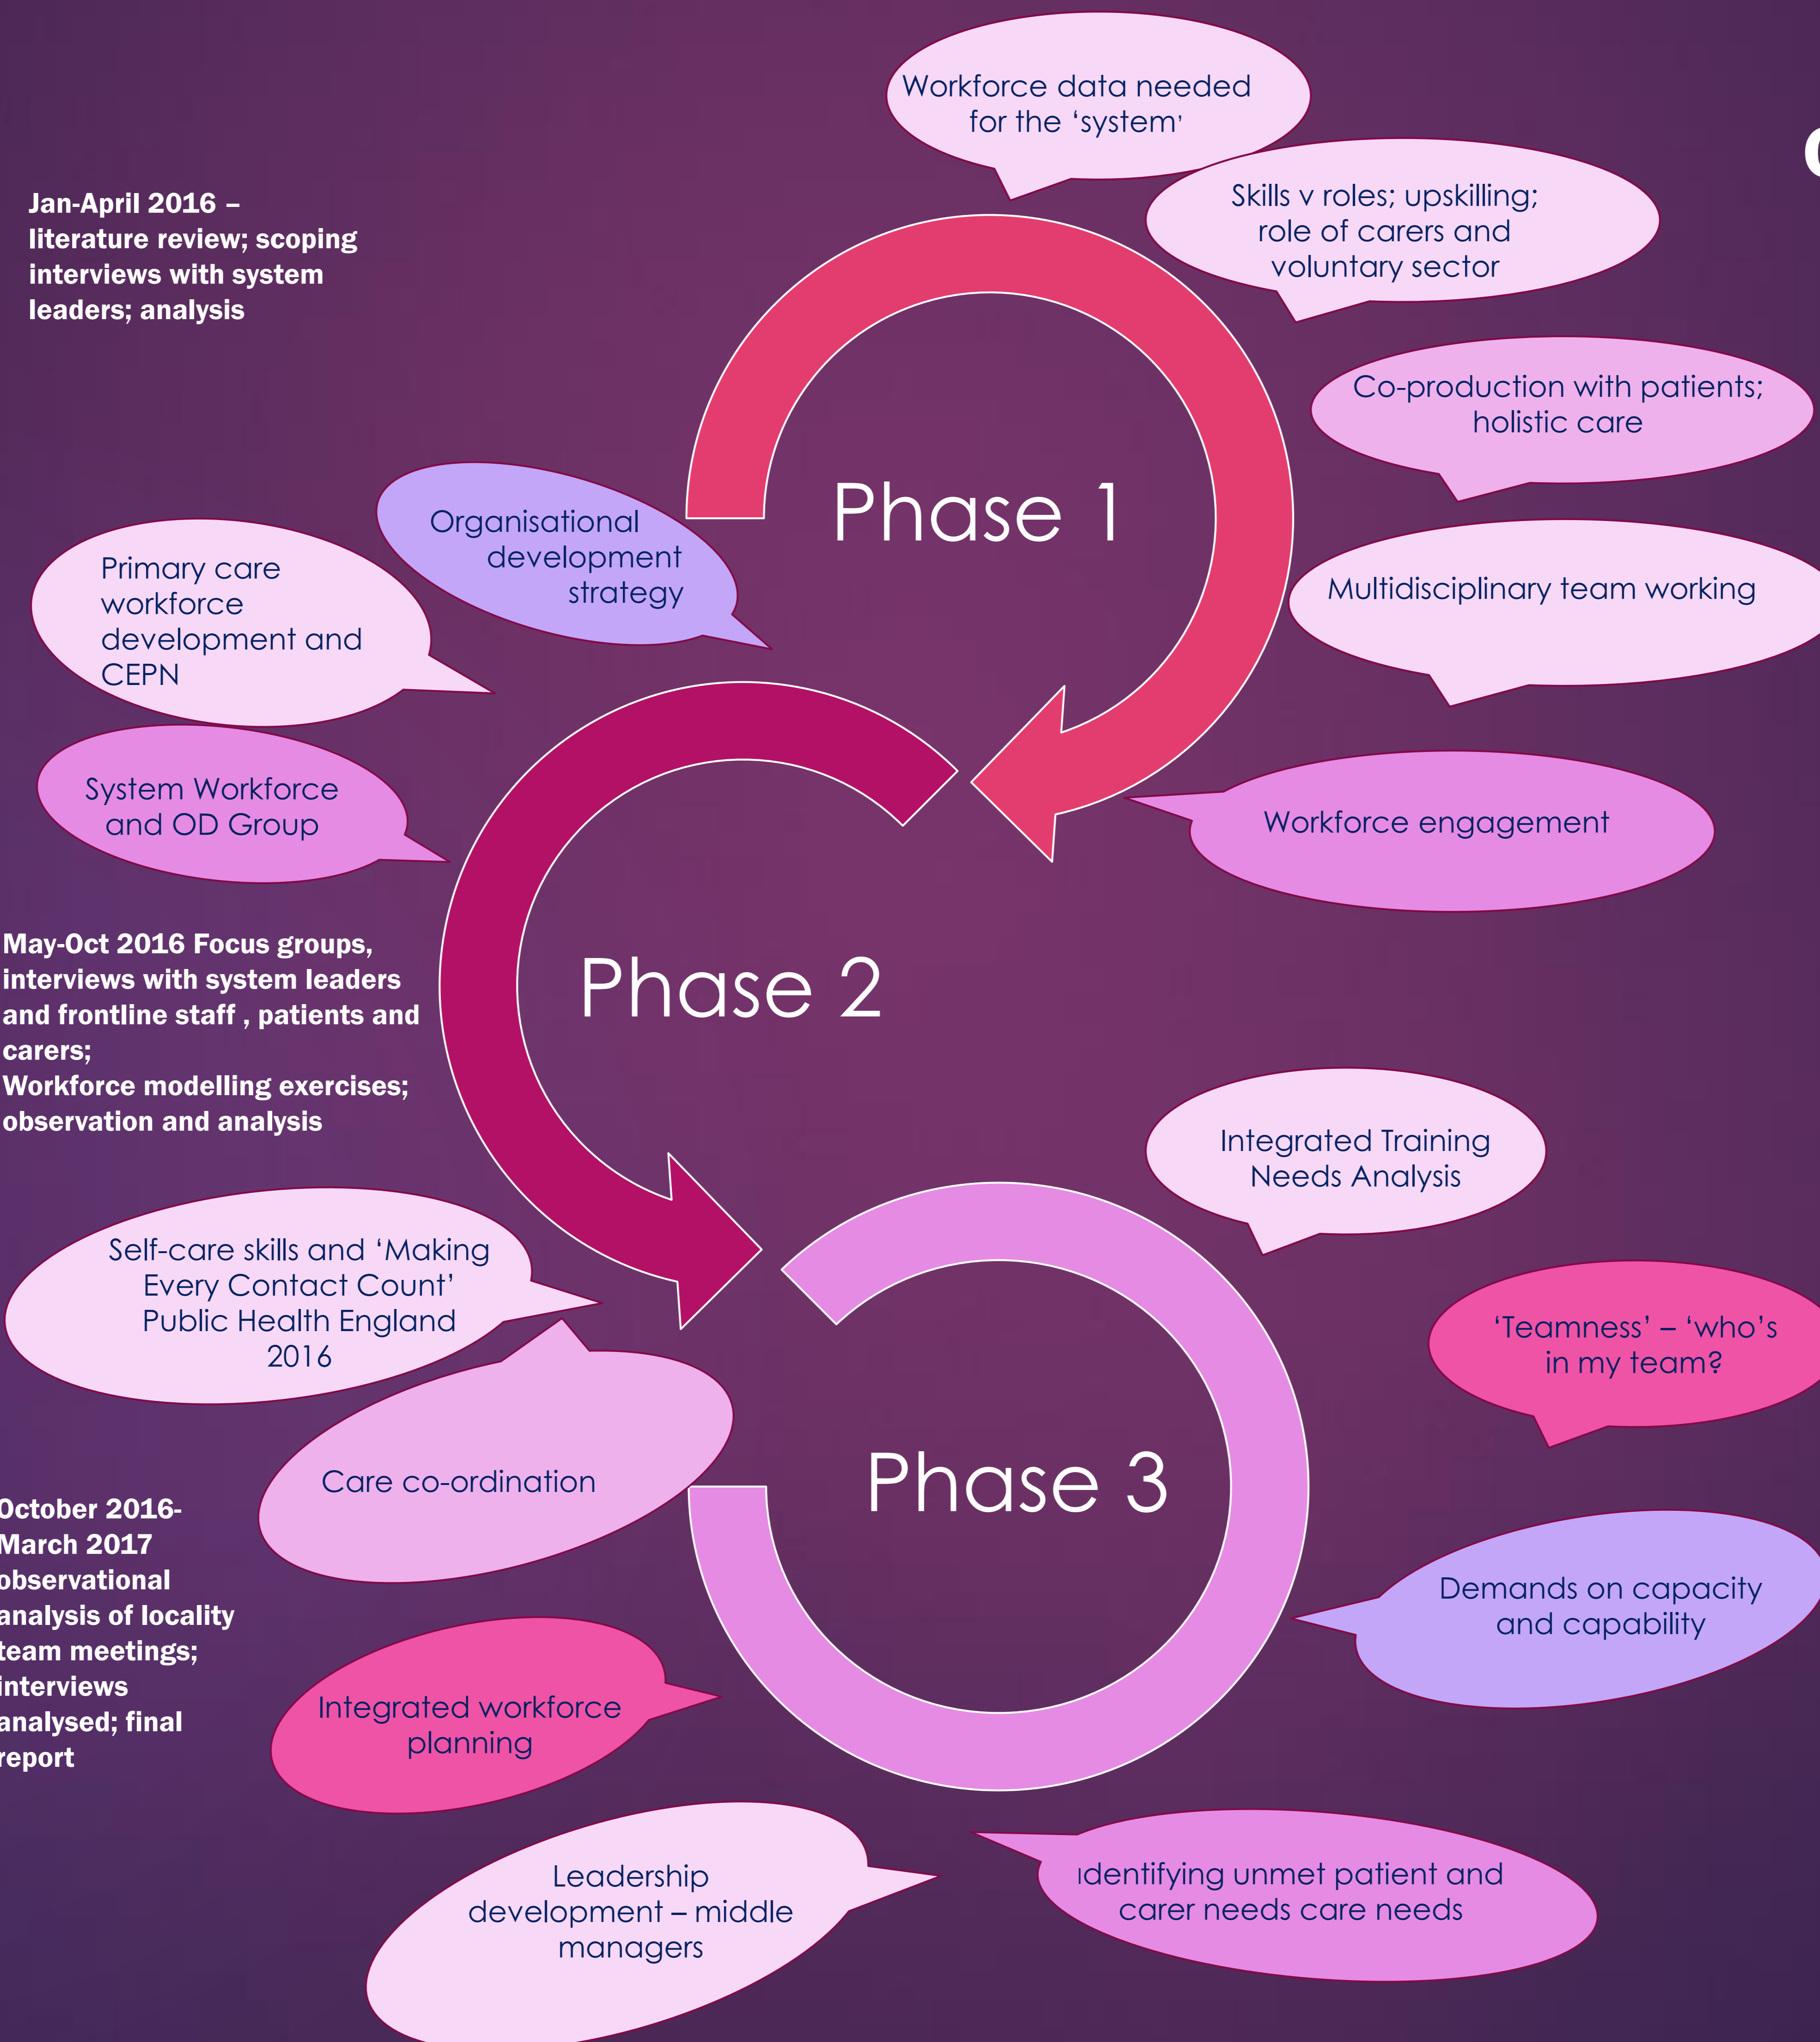 Workforce data needed
for the ‘system’
Skills v roles; upskilling;
role of carers and
voluntary sector
Jan-April 2016 –
literature review; scoping
interviews with system
leaders; analysis
Co-production with patients;
holistic care
Phase 1
Organisational
development
strategy
Primary care
workforce
development and
CEPN
Multidisciplinary team working
System Workforce
and OD Group
Workforce engagement
May-Oct 2016 Focus groups,
interviews with system leaders
and frontline staff , patients and
carers;
Workforce modelling exercises;
observation and analysis
Phase 2
Integrated Training
Needs Analysis
Self-care skills and ‘Making
Every Contact Count’
Public Health England
2016
‘Teamness’ – ‘who’s
in my team?
Care co-ordination
Phase 3
October 2016-
March 2017
observational
analysis of locality
team meetings;
interviews
analysed; final
report
Demands on capacity
and capability
Integrated workforce
planning
Leadership
development – middle
managers
Identifying unmet patient and
carer needs care needs